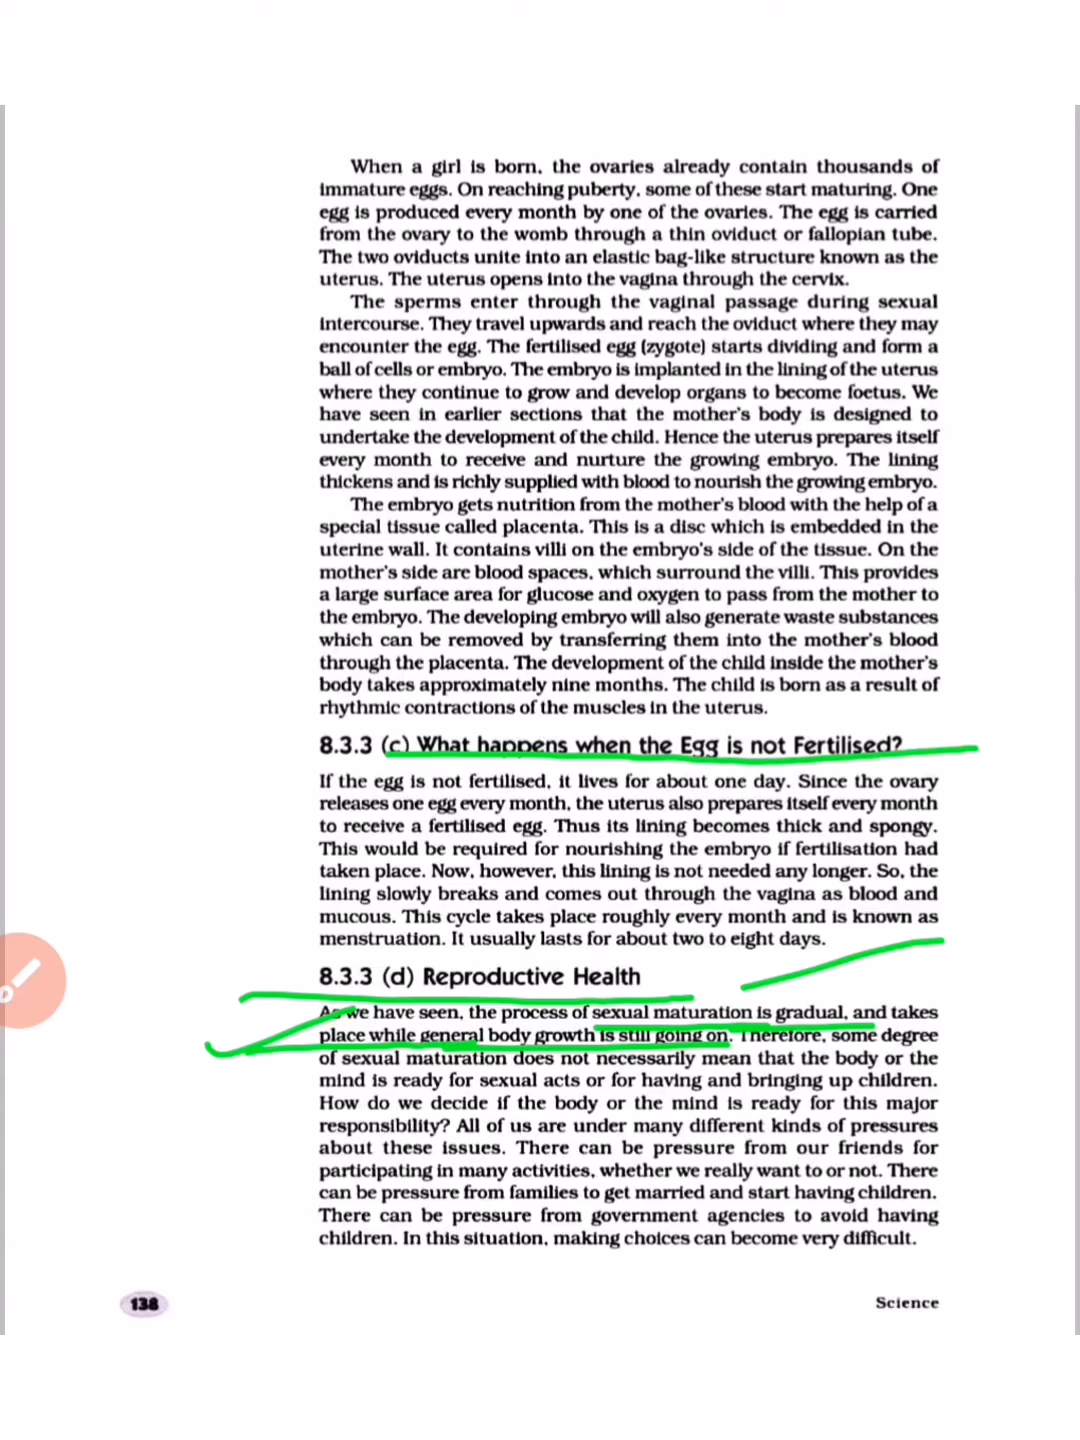 When a girl is born, the ovaries already contain thousands of
immature eggs. On reaching puberty, some of these start maturing. One
egg is produced every month by one of the ovaries. The egg is carried
from the ovary to the womb through a thin oviduct or fallopian tube.
The two oviducts unite into an elastic bag-like structure known as the
uterus. The uterus opens into the vagina through the cervix.
The sperms enter through the vaginal passage during sexual
intercourse. They travel upwards and reach the oviduct where they may
encounter the egg. The fertilised egg (zygote) starts dividing and form a
ball of cells or embryo. The embryo is implanted in the lining of the uterus
where they continue to grow and develop organs to become foetus. We
have seen in earlier sections that the mother's body is designed to
undertake the development of the child. Hence the uterus prepares itself
every month to receive and nurture the growing embryo. The lining
thickens and is richly supplied with blood to nourish the growing embryo.
The embryo gets nutrition from the mother's blood with the help of a
special tissue called placenta. This is a disc which is embedded in the
uterine wall. It contains villi on the embryo's side of the tissue. On the
mother's side are blood spaces, which surround the villi. This provides
a large surface area for glucose and oxygen to pass from the mother to
the embryo. The developing embryo will also generate waste substances
which can be removed by transferring them into the mother's blood
through the placenta. The development of the child inside the mother's
body takes approximately nine months. The child is born as a result of
rhythmic contractions of the muscles in the uterus.
8.3.3 (c) What happens when the Egg is not Fertilised?
If the egg is not fertilised, it lives for about one day. Since the ovary
releases one egg every month, the uterus also prepares itself every month
to receive a fertilised egg. Thus its lining becomes thick and spongy.
This would be required for nourishing the embryo if fertilisation had
taken place. Now, however, this lining is not needed any longer. So, the
lining slowly breaks and comes out through the vagina as blood and
mucous. This cycle takes place roughly every month and is known as
menstruation. It usually lasts for about two to eight days.
8.3.3 (d) Reproductive Health
As we have seen, the process of sexual maturation is gradual, and takes
place while general body growth is still going on. Therefore, some degree
of sexual maturation does not necessarily mean that the body or the
mind is ready for sexual acts or for having and bringing up children.
How do we decide if the body or the mind is ready for this major
responsibility? All of us are under many different kinds of pressures
about these issues. There can be pressure from our friends for
participating in many activities, whether we really want to or not. There
can be pressure from families to get married and start having children.
There can be pressure from government agencies to avoid having
children. In this situation, making choices can become very difficult.
138
Science